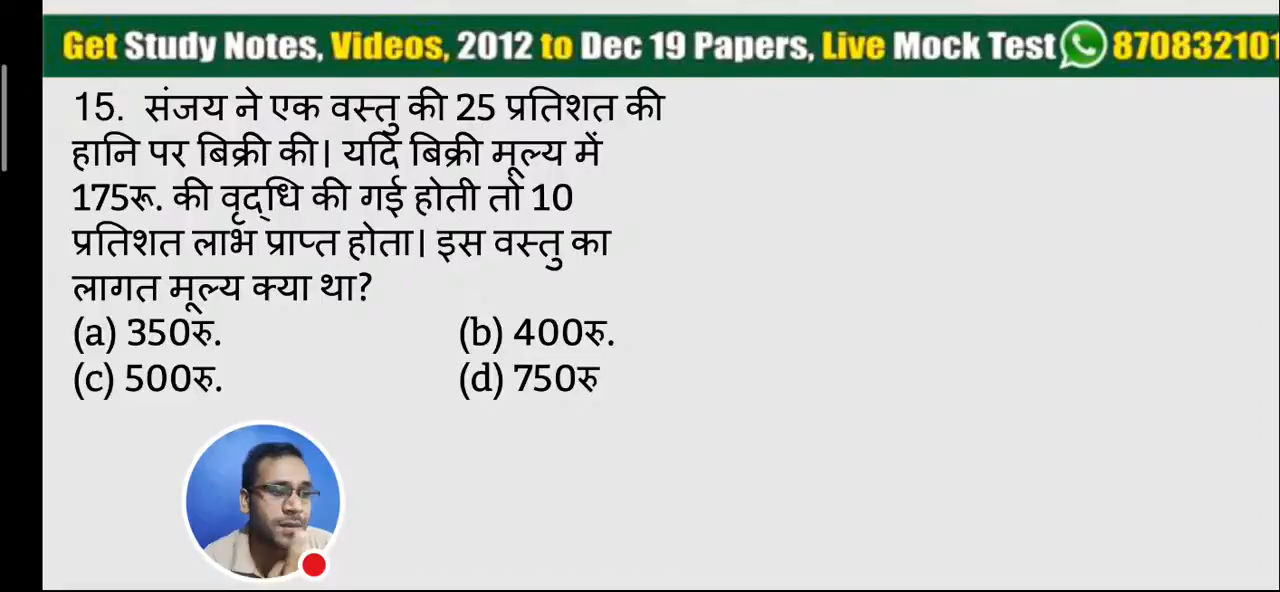 Get Study Notes, Videos, 2012 to Dec 19 Papers, Live Mock Test 870832101
15. संजय ने एक वस्तु की 25 प्रतिशत की
हानि पर बिक्री की। यदि बिक्री मूल्य में
175रू. की वृद्धि की गई होती तो 10
प्रतिशत लाभ प्राप्त होता। इस वस्तु का
लागत मूल्य क्या था?
(a) 350रु. (b) 400रु.
(c) 500रु. (d) 750रु